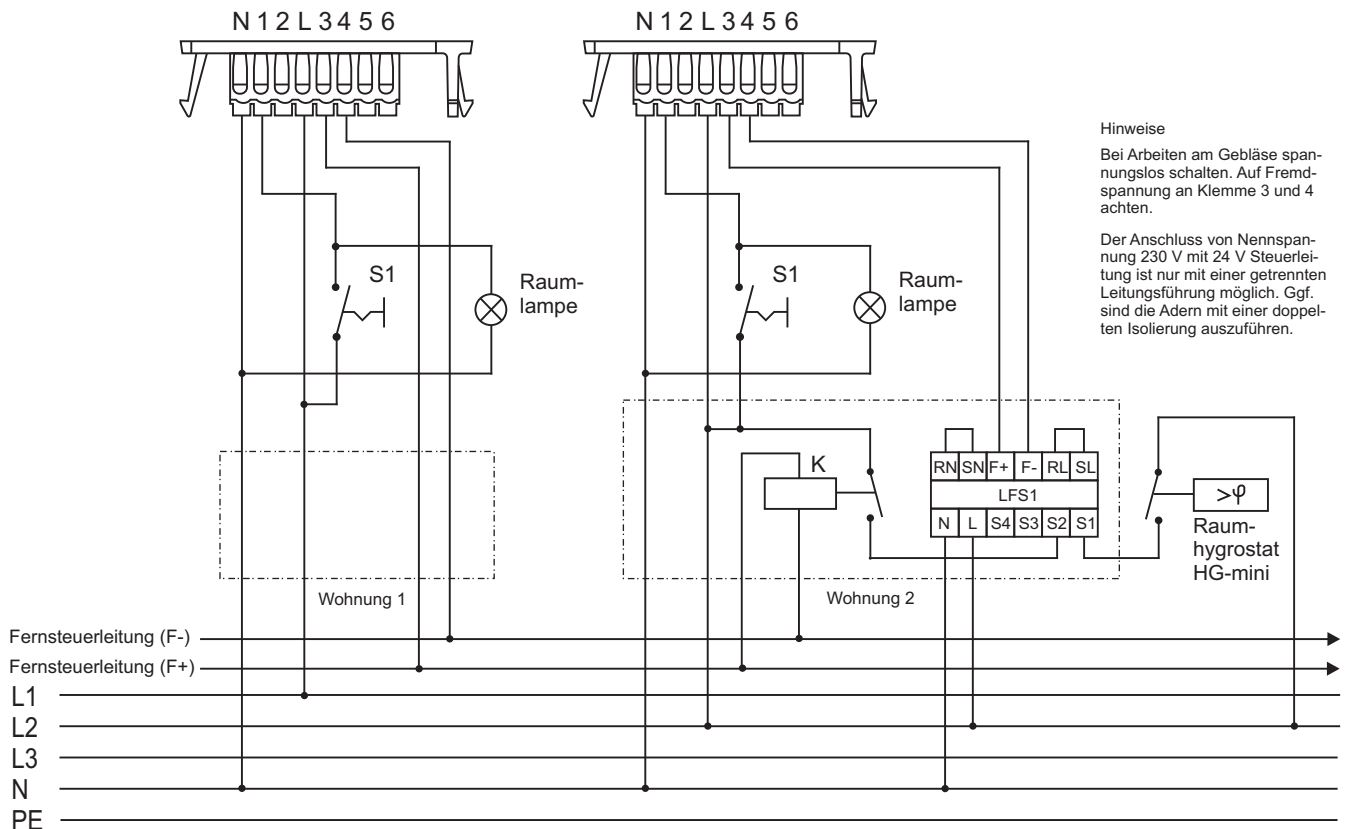 N 1 2 L 3 4 5 6
N 1 2 L 3 4 5 6
Hinweise
Bei Arbeiten am Gebläse span-
nungslos schalten. Auf Fremd-
spannung an Klemme 3 und 4
achten.
Der Anschluss von Nennspan-
nung 230 V mit 24 V Steuerlei-
tung ist nur mit einer getrennten
Leitungsführung möglich. Ggf.
sind die Adern mit einer doppel-
ten Isolierung auszuführen.
S1
Raum-
lampe
S1
Raum-
lampe
K
RN SN F+ F- RL SL
LFS1
N L S4 S3 S2 S1
>φ
Raum-
hygrostat
HG-mini
Wohnung 1
Wohnung 2
Fernsteuerleitung (F-)
Fernsteuerleitung (F+)
L1
L2
L3
N
PE